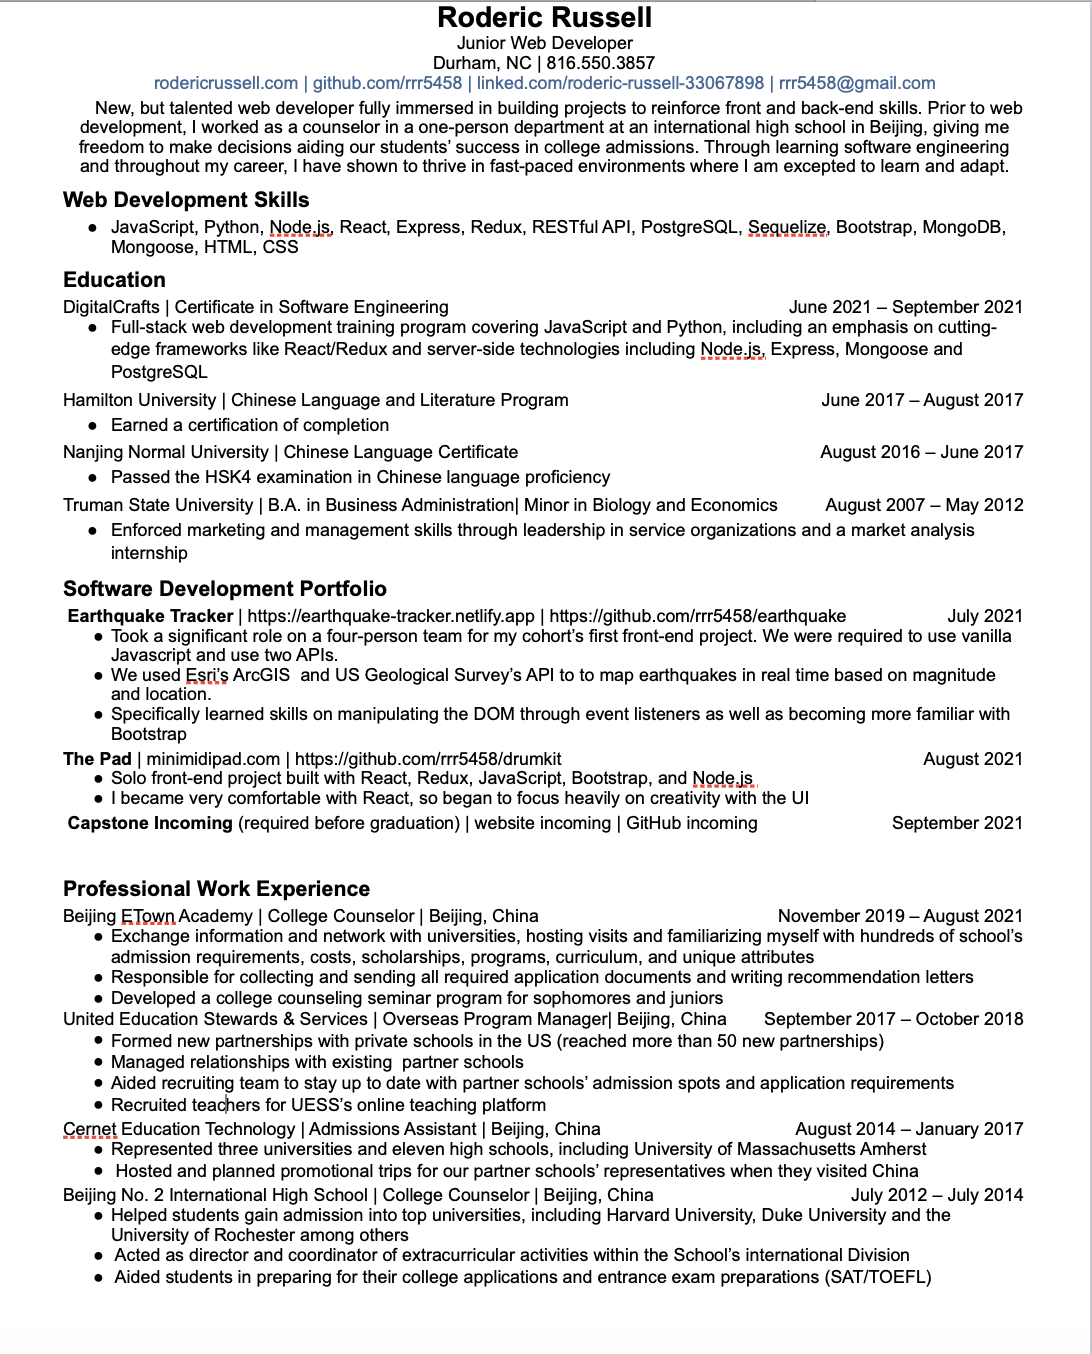 Roderic Russell
Junior Web Developer
Durham, NC | 816.550.3857
rodericrussell.com | github.com/rrr5458 | linked.com/roderic-russell-33067898 | rrr5458@gmail.com
New, but talented web developer fully immersed in building projects to reinforce front and back-end skills. Prior to web
development, I worked as a counselor in a one-person department at an international high school in Beijing, giving me
freedom to make decisions aiding our students' success in college admissions. Through learning software engineering
and throughout my career, I have shown to thrive in fast-paced environments where I am excepted to learn and adapt.
Web Development Skills
● JavaScript, Python, Node.js, React, Express, Redux, RESTful API, PostgreSQL, Sequelize, Bootstrap, MongoDB,
Mongoose, HTML, CSS
Education
DigitalCrafts | Certificate in Software Engineering June 2021 – September 2021
● Full-stack web development training program covering JavaScript and Python, including an emphasis on cutting-
edge frameworks like React/Redux and server-side technologies including Node.js, Express, Mongoose and
PostgreSQL
Hamilton University | Chinese Language and Literature Program June 2017 – August 2017
● Earned a certification of completion
Nanjing Normal University | Chinese Language Certificate August 2016 – June 2017
● Passed the HSK4 examination in Chinese language proficiency
Truman State University | B.A. in Business Administration| Minor in Biology and Economics August 2007 – May 2012
● Enforced marketing and management skills through leadership in service organizations and a market analysis
internship
Software Development Portfolio
Earthquake Tracker | https://earthquake-tracker.netlify.app | https://github.com/rrr5458/earthquake July 2021
● Took a significant role on a four-person team for my cohort's first front-end project. We were required to use vanilla
Javascript and use two APIs.
● We used Esri's ArcGIS and US Geological Survey's API to to map earthquakes in real time based on magnitude
and location.
● Specifically learned skills on manipulating the DOM through event listeners as well as becoming more familiar with
Bootstrap
The Pad | minimidipad.com | https://github.com/rrr5458/drumkit August 2021
● Solo front-end project built with React, Redux, JavaScript, Bootstrap, and Node.js
● I became very comfortable with React, so began to focus heavily on creativity with the UI
Capstone Incoming (required before graduation) | website incoming | GitHub incoming September 2021
Professional Work Experience
Beijing ETown Academy | College Counselor | Beijing, China November 2019 – August 2021
● Exchange information and network with universities, hosting visits and familiarizing myself with hundreds of school's
admission requirements, costs, scholarships, programs, curriculum, and unique attributes
● Responsible for collecting and sending all required application documents and writing recommendation letters
● Developed a college counseling seminar program for sophomores and juniors
United Education Stewards & Services | Overseas Program Manager| Beijing, China September 2017 – October 2018
● Formed new partnerships with private schools in the US (reached more than 50 new partnerships)
● Managed relationships with existing partner schools
● Aided recruiting team to stay up to date with partner schools' admission spots and application requirements
● Recruited teachers for UESS's online teaching platform
Cernet Education Technology | Admissions Assistant | Beijing, China August 2014 – January 2017
● Represented three universities and eleven high schools, including University of Massachusetts Amherst
● Hosted and planned promotional trips for our partner schools' representatives when they visited China
Beijing No. 2 International High School | College Counselor | Beijing, China July 2012 – July 2014
● Helped students gain admission into top universities, including Harvard University, Duke University and the
University of Rochester among others
● Acted as director and coordinator of extracurricular activities within the School's international Division
● Aided students in preparing for their college applications and entrance exam preparations (SAT/TOEFL)